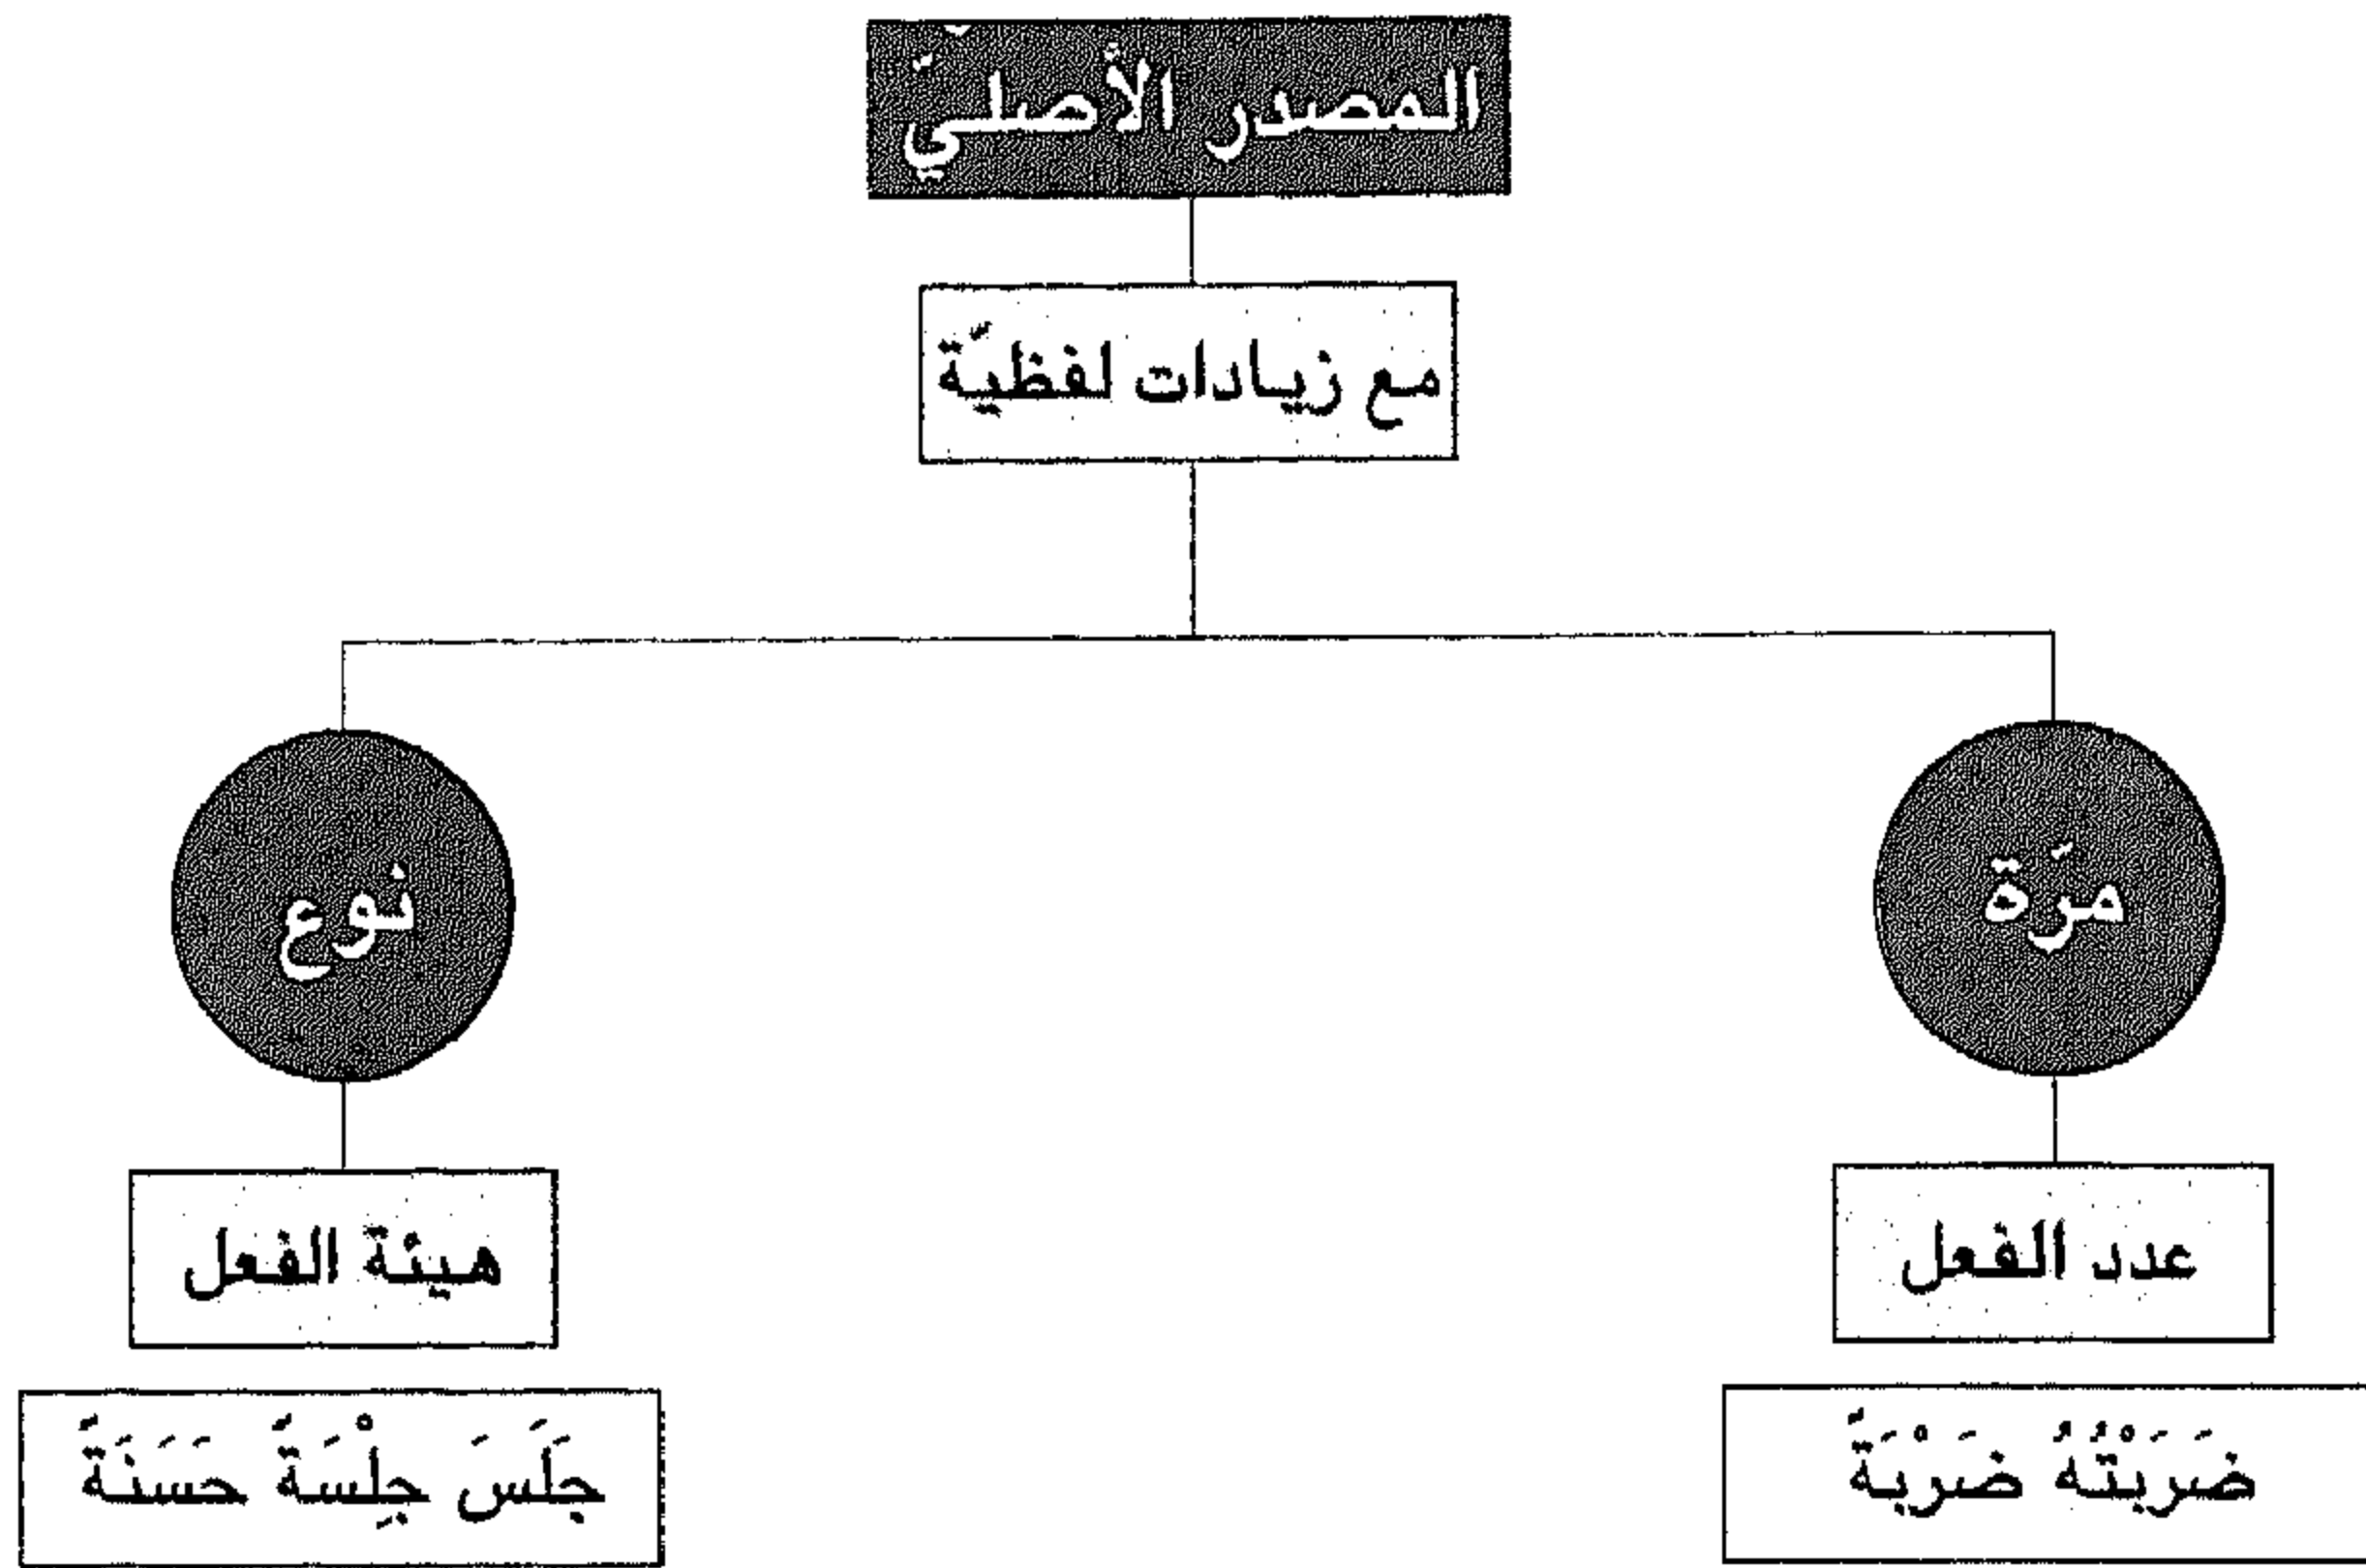 المصدر الأصليّ
مع زيادات لفظيّة
مرّة
نوع
عدد الفعل
هيئة الفعل
ضَرَبْتُهُ ضَرْبَةً
جَلَسَ جِلْسَةً حَسَنَةً